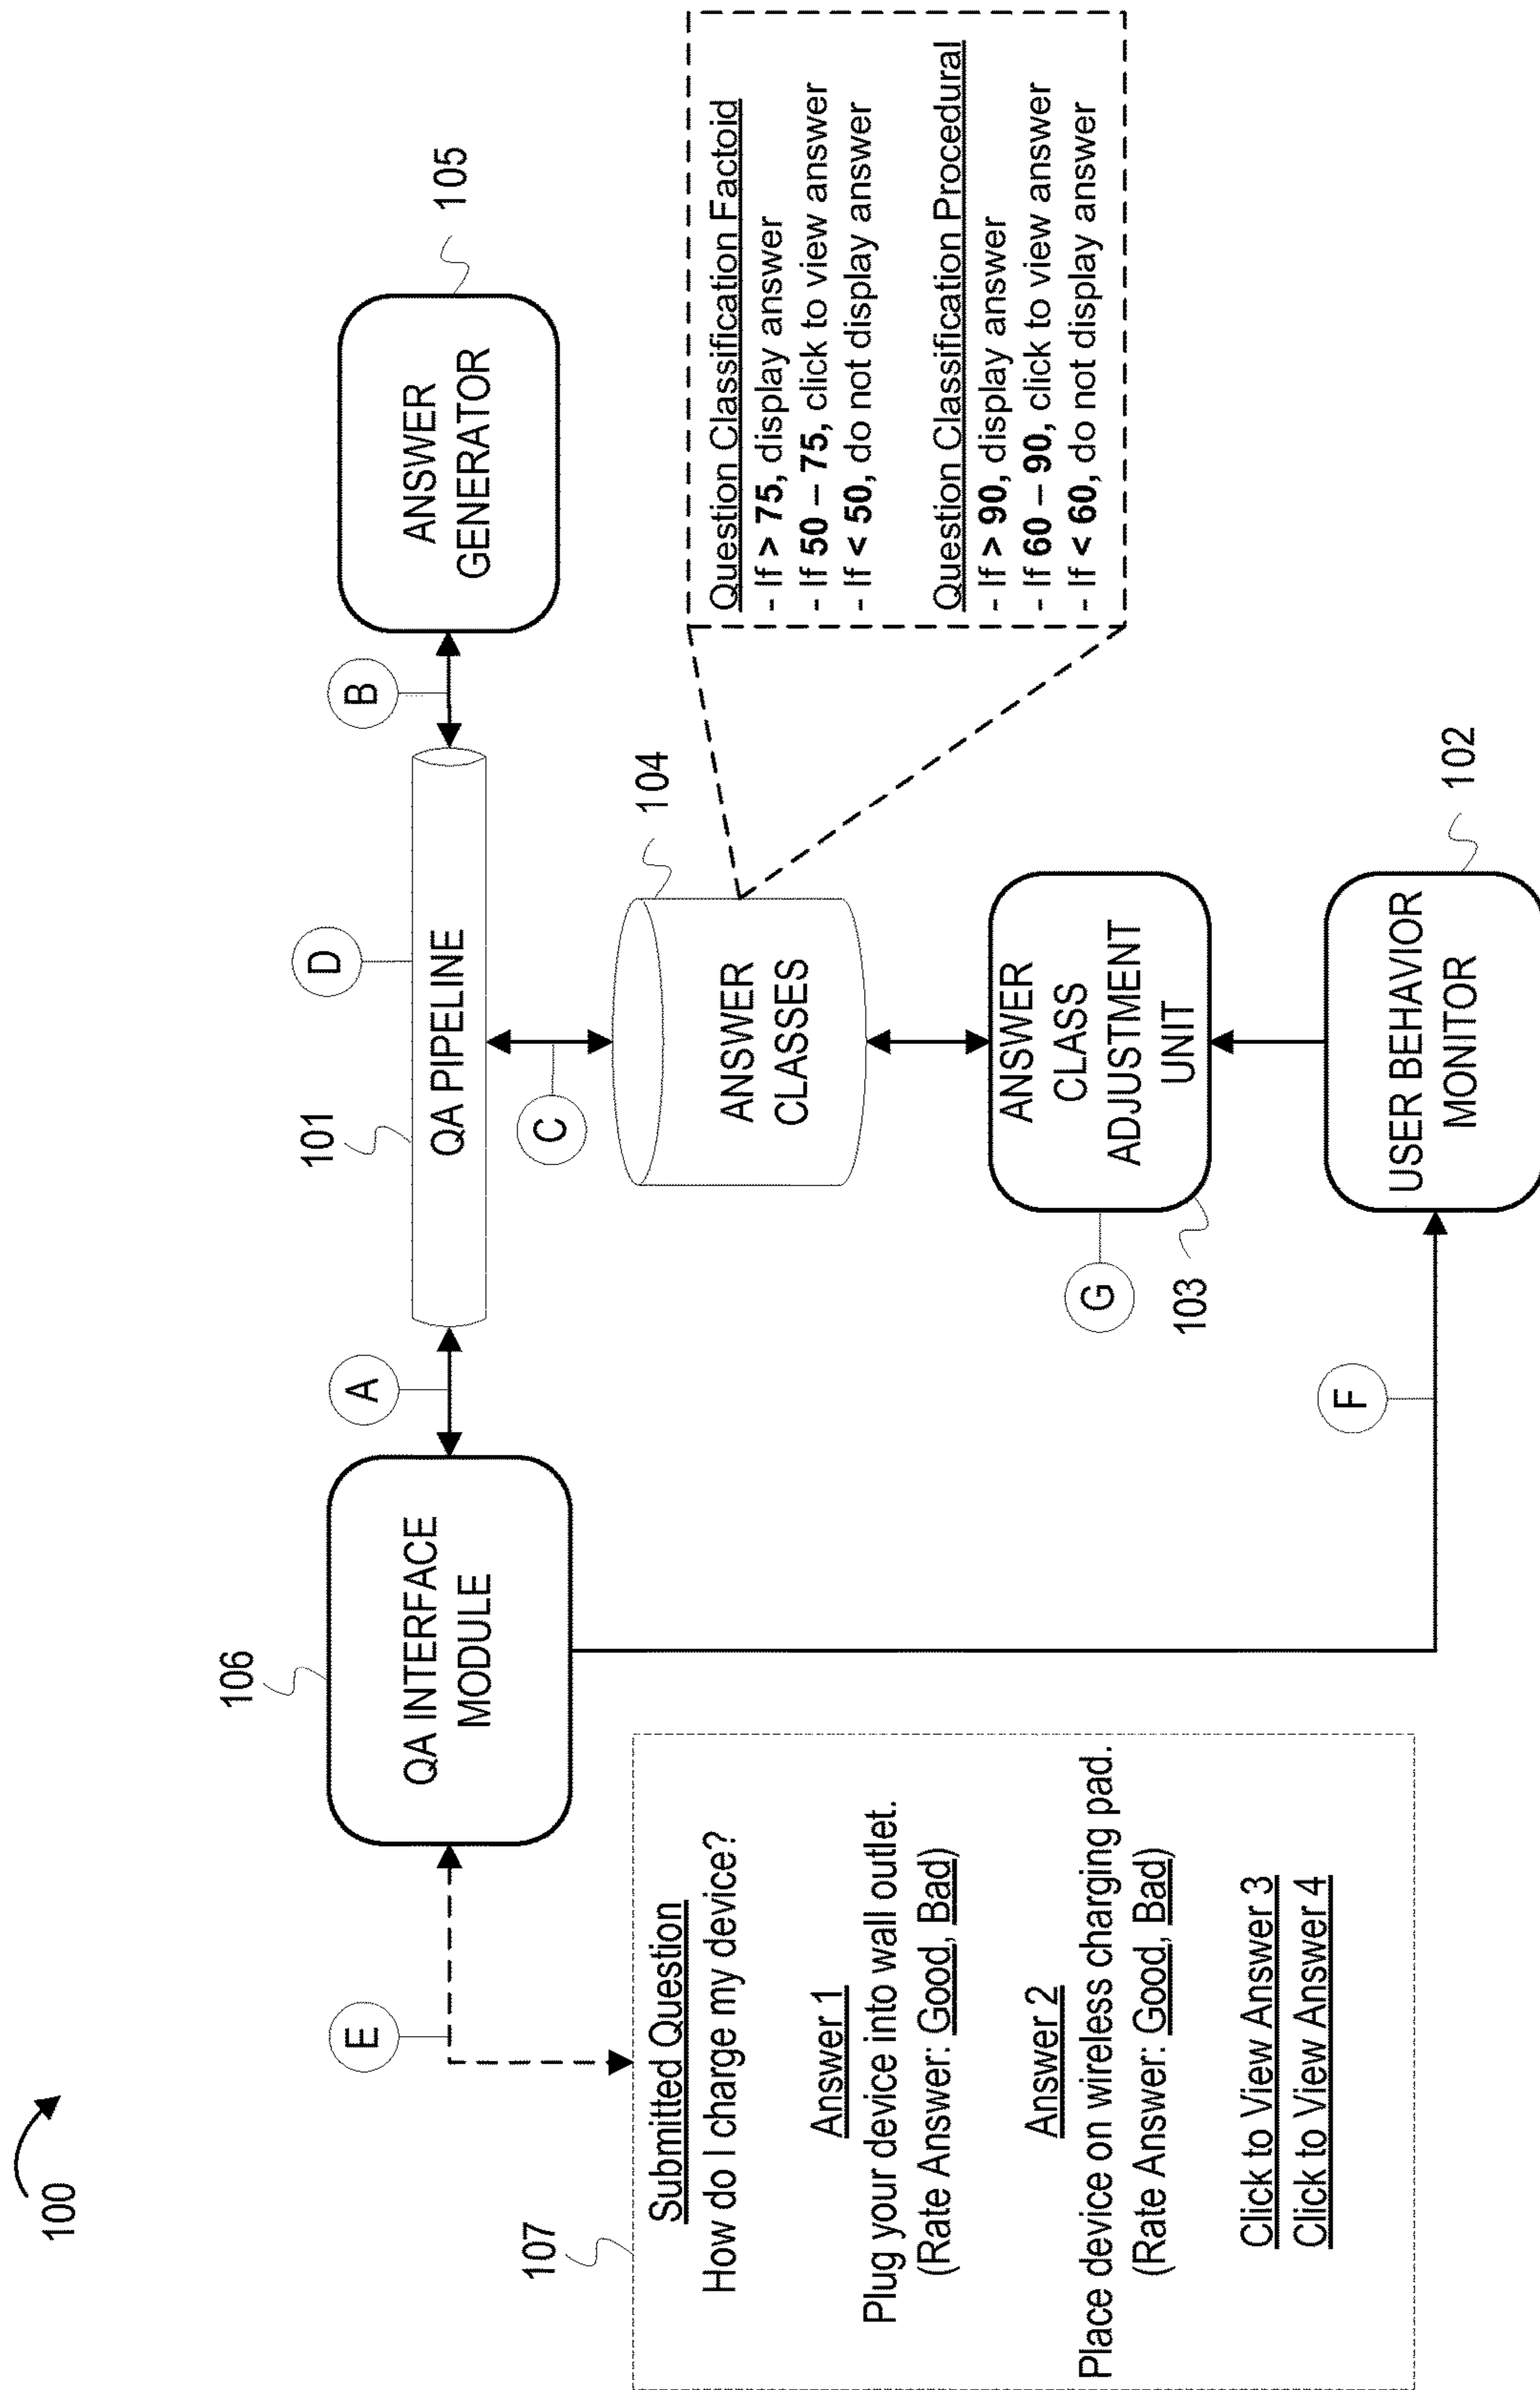 100
106
QA INTERFACE
MODULE
A
101
QA PIPELINE
D
B
ANSWER
GENERATOR
105
E
107
Submitted Question
How do I charge my device?
Answer 1
Plug your device into wall outlet.
(Rate Answer: Good, Bad)
Answer 2
Place device on wireless charging pad.
(Rate Answer: Good, Bad)
Click to View Answer 3
Click to View Answer 4
C
104
ANSWER
CLASSES
Question Classification Factoid
- If > 75, display answer
- If 50 – 75, click to view answer
- If < 50, do not display answer
Question Classification Procedural
- If > 90, display answer
- If 60 – 90, click to view answer
- If < 60, do not display answer
G
103
ANSWER
CLASS
ADJUSTMENT
UNIT
F
102
USER BEHAVIOR
MONITOR